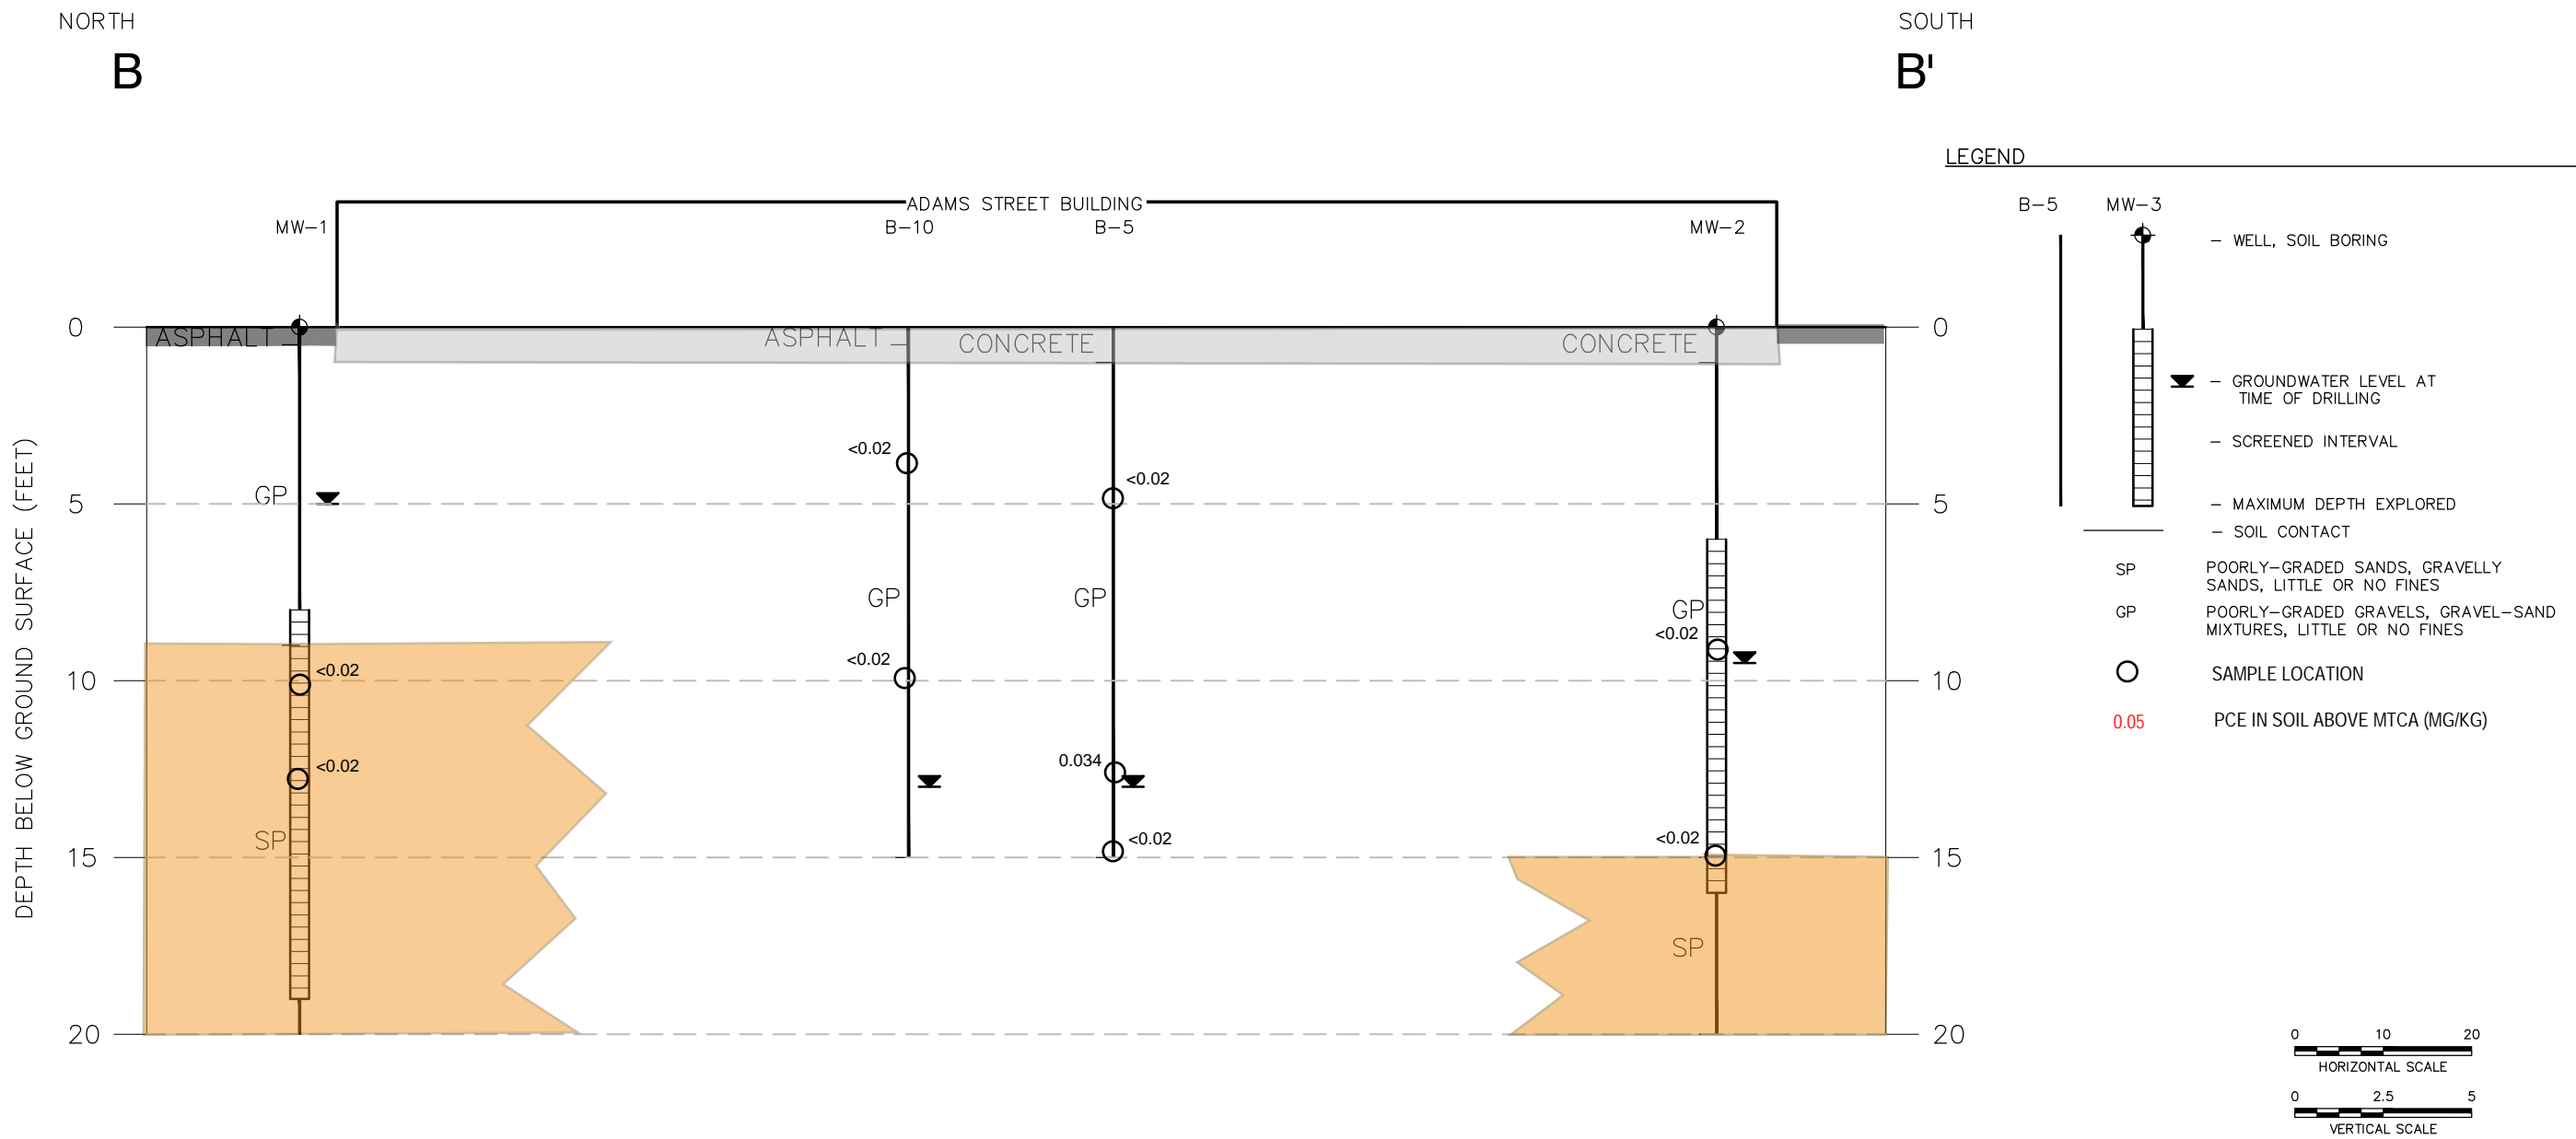 NORTH
SOUTH
B
B'
LEGEND
ADAMS STREET BUILDING
MW-1
B-10
B-5
MW-2
B-5
MW-3
- WELL, SOIL BORING
0
ASPHALT
ASPHALT
CONCRETE
CONCRETE
0
- GROUNDWATER LEVEL AT
TIME OF DRILLING
- SCREENED INTERVAL
<0.02
<0.02
GP
5
5
- MAXIMUM DEPTH EXPLORED
- SOIL CONTACT
SP
POORLY-GRADED SANDS, GRAVELLY
SANDS, LITTLE OR NO FINES
GP
GP
GP
GP
POORLY-GRADED GRAVELS, GRAVEL-SAND
MIXTURES, LITTLE OR NO FINES
<0.02
<0.02
<0.02
10
10
SAMPLE LOCATION
0.05
PCE IN SOIL ABOVE MTCA (MG/KG)
<0.02
0.034
SP
<0.02
<0.02
15
15
SP
20
20
DEPTH BELOW GROUND SURFACE (FEET)
0 10 20
HORIZONTAL SCALE
0 2.5 5
VERTICAL SCALE